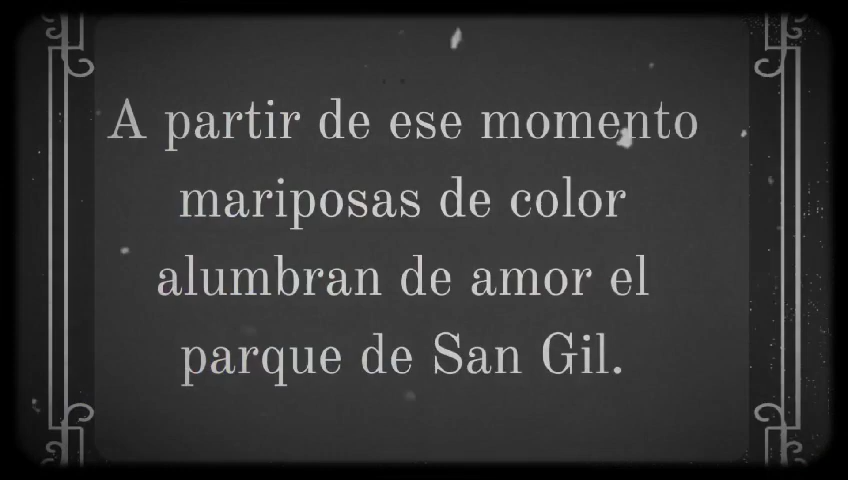 A partir de ese momento
mariposas de color
alumbran de amor el
parque de San Gil.